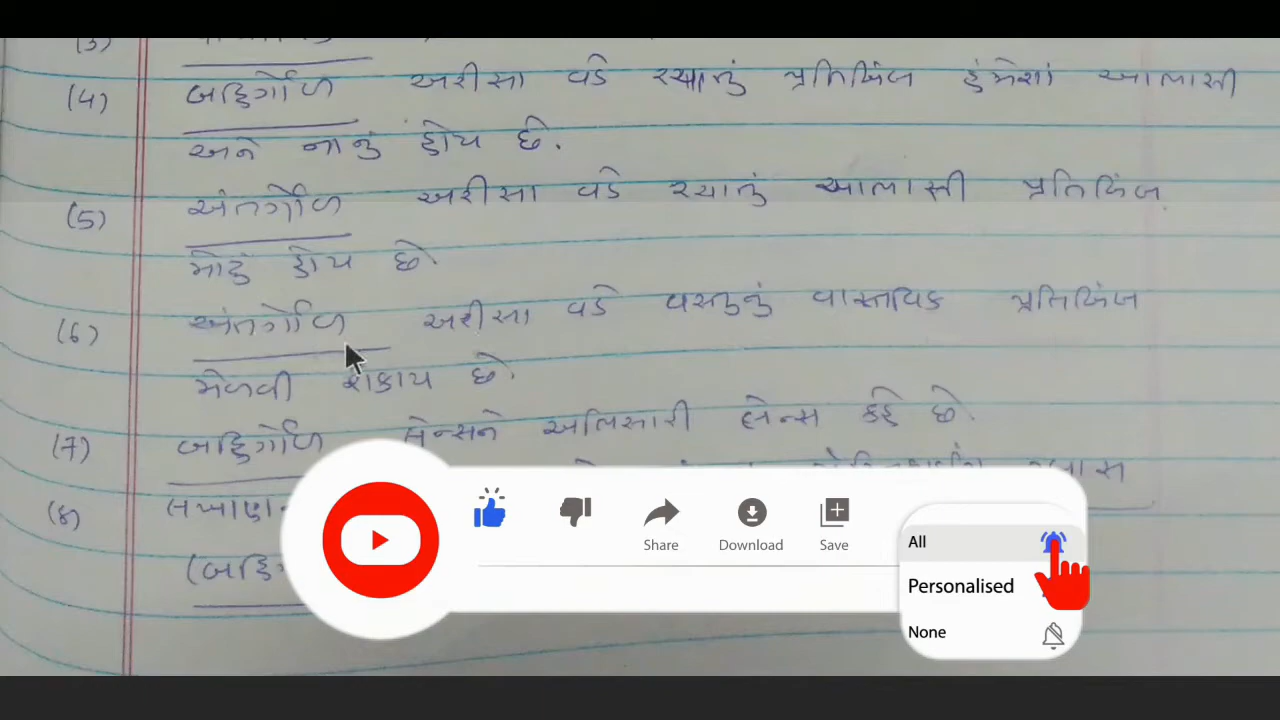 (4) બહિર્ગોળ અરીસા વડે રચાતું પ્રતિબિંબ હંમેશાં આભાસી
અને નાનું હોય છે.
(5) અંતર્ગોળ અરીસા વડે રચાતું આભાસી પ્રતિબિંબ
મોટું હોય છે.
(6) અંતર્ગોળ અરીસા વડે વસ્તુનું વાસ્તવિક પ્રતિબિંબ
મેળવી શકાય છે.
(7) બહિર્ગોળ લેન્સને અભિસારી લેન્સ કહે છે.
(8)
Share
Download
Save
All
Personalised
None